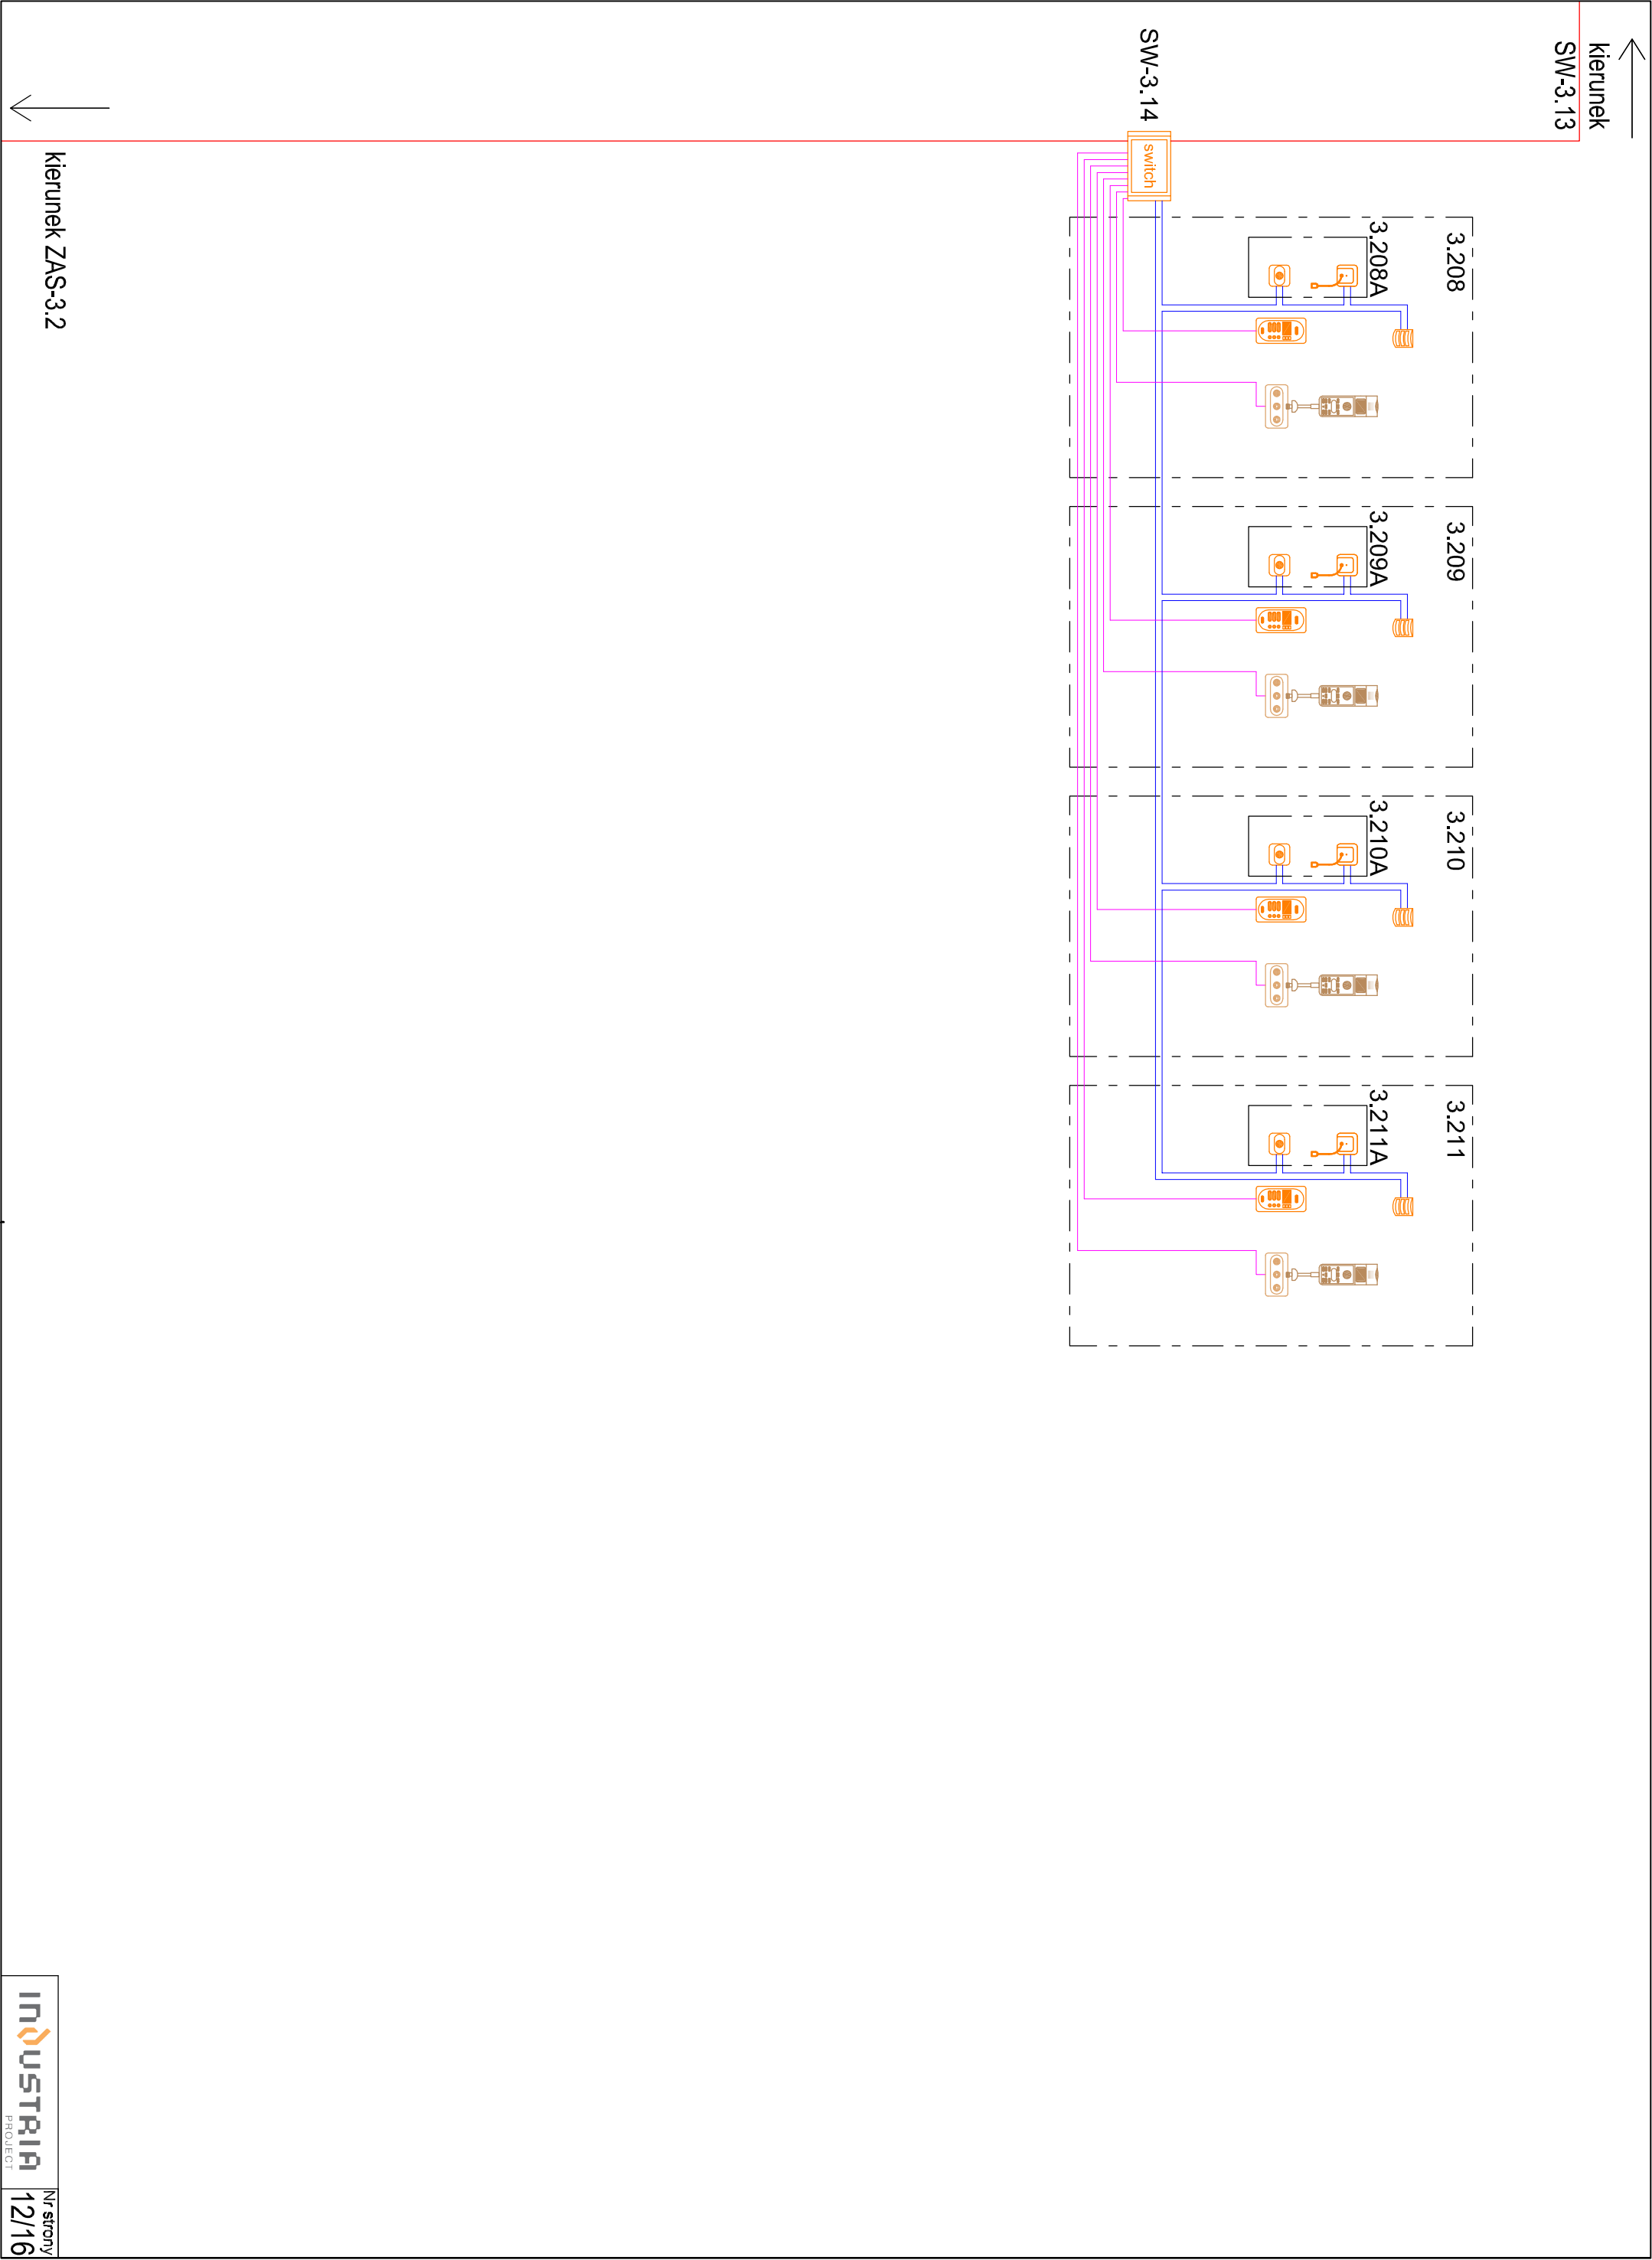 kierunek
SW-3.13
SW-3.14
switch
3.208
3.208A
3.209
3.209A
3.210
3.210A
3.211
3.211A
kierunek ZAS-3.2
INDUSTRIA
PROJECT
Nr strony
12/16